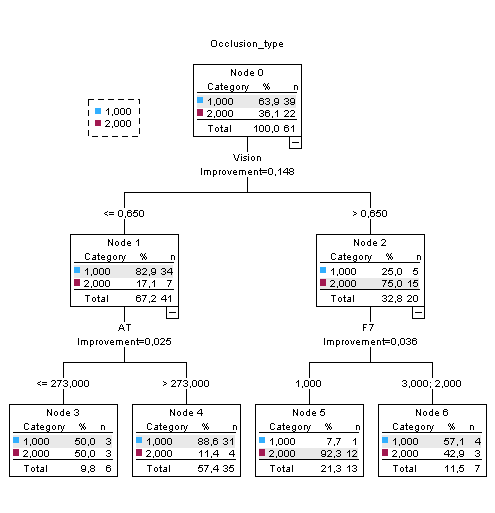 Occlusion_type
1,000
2,000
Node 0
Category % n
1,000 63,9 39
2,000 36,1 22
Total 100,0 61
Vision
Improvement=0,148
<= 0,650
> 0,650
Node 1
Category % n
1,000 82,9 34
2,000 17,1 7
Total 67,2 41
Node 2
Category % n
1,000 25,0 5
2,000 75,0 15
Total 32,8 20
AT
Improvement=0,025
F7
Improvement=0,036
<= 273,000
> 273,000
1,000
3,000; 2,000
Node 3
Category % n
1,000 50,0 3
2,000 50,0 3
Total 9,8 6
Node 4
Category % n
1,000 88,6 31
2,000 11,4 4
Total 57,4 35
Node 5
Category % n
1,000 7,7 1
2,000 92,3 12
Total 21,3 13
Node 6
Category % n
1,000 57,1 4
2,000 42,9 3
Total 11,5 7